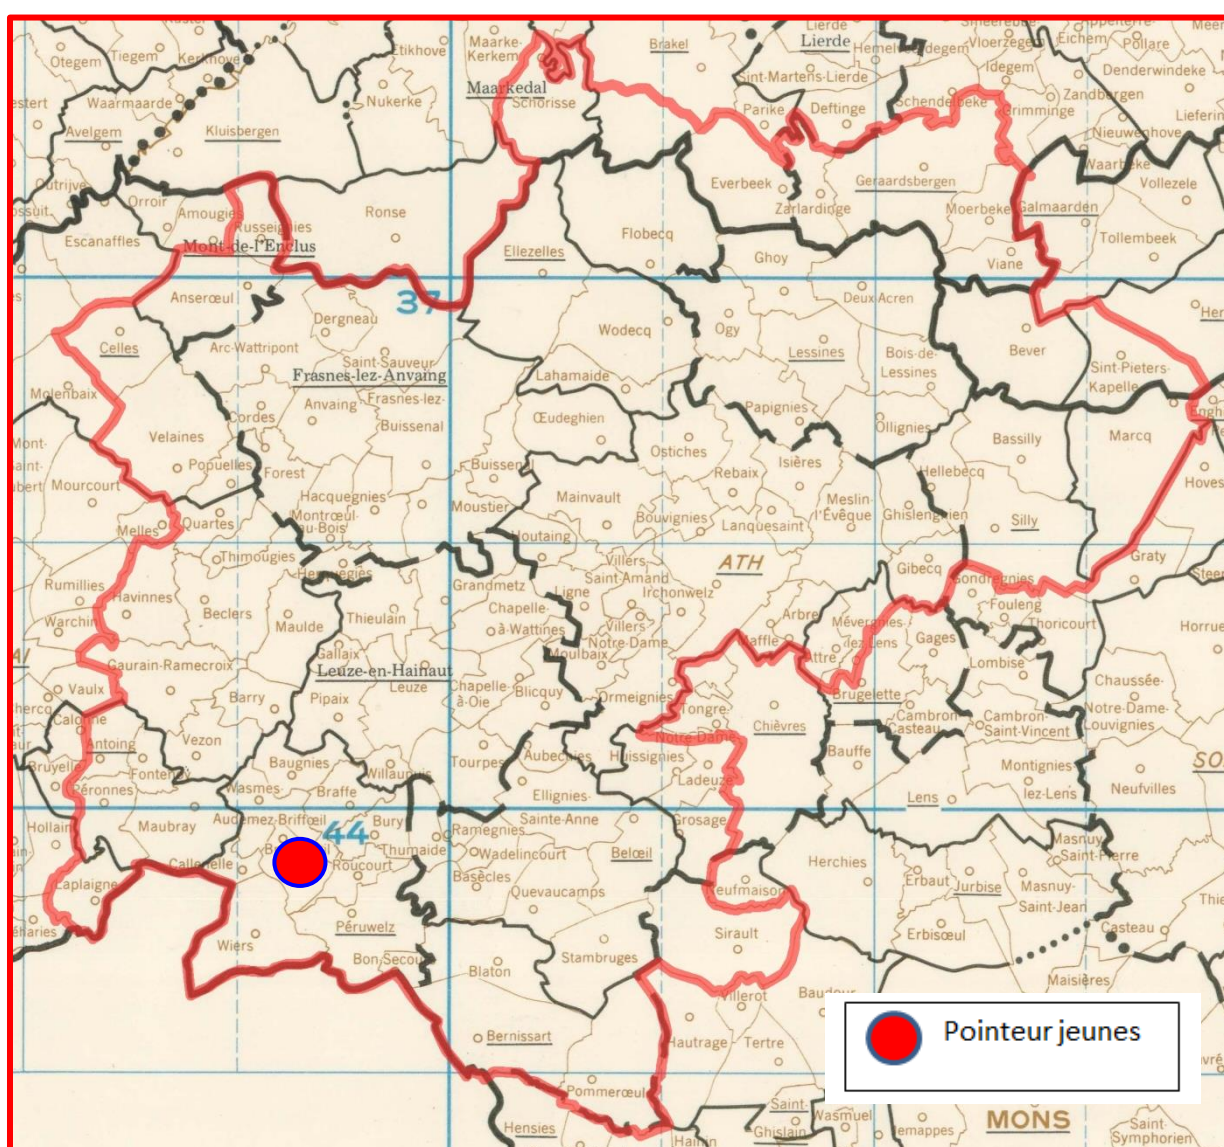 Otegem
Tiegem
Kerkhove
Etikhove
Maarke-
Kerkem
Brakel
Lierde
Lierde
Hemelveerdegem
Vloerzegem
Eichem
Pollare
Idegem
Denderwindeke
Sint-Martens-Lierde
Waarmaarde
Nukerke
Maarkedal
Schorisse
Parike
Deftinge
Schendelbeke
Grimminge
Zandbergen
Nieuwenhove
Avelgem
Kluisbergen
Waarbeke
Outrijve
Orroir
Amougies
Russeignies
Ronse
Everbeek
Zarlardinge
Geraardsbergen
Moerbeke
Galmaarden
Vollezele
Escanaffles
Mont-de-l'Enclus
Ellezelles
Flobecq
Ghoy
Viane
Tollembeek
Anserœul
37
Deux-Acren
Dergneau
Celles
Arc-Wattripont
Saint-Sauveur
Wodecq
Ogy
Lessines
Bois-de-
Lessines
Bever
Sint-Pieters-
Kapelle
Frasnes-lez-Anvaing
Lahamaide
Molenbaix
Anvaing
Frasnes-lez-
Buissenal
Cordes
Œudeghien
Papignies
Ollignies
Bassilly
Marcq
Velaines
Popuelles
Forest
Buissenal
Ostiches
Rebaix
Isières
Hellebecq
Mourcourt
Hacquegnies
Montrœul-
au-Bois
Moustier
Mainvault
Bouvignies
Lanquesaint
Meslin-
l'Évêque
Ghislenghien
Silly
Melles
Quartes
Thimougies
Houtaing
ATH
Gibecq
Gondregnies
Graty
Rumillies
Herquegies
Grandmetz
Villers
Saint-Amand
Irchonwelz
Ligne
Havinnes
Beclers
Maulde
Thieulain
Chapelle-
à-Wattines
Villers
Notre-Dame
Arbre
Mévergnies-
lez-Lens
Fouleng
Thoricourt
Warchin
Gallaix
Moulbaix
Maffle
Attre
Gages
Lombise
Gaurain-Ramecroix
Leuze-en-Hainaut
Leuze
Vaulx
Barry
Pipaix
Chapelle-
à-Oie
Blicquy
Ormeignies
Tongre
Notre-Dame
Chièvres
Brugelette
Cambron-
Casteau
Cambron-
Saint-Vincent
Chaussée-
Notre-Dame-
Louvignies
Calonne
Antoing
Vezon
Baugnies
Willaupuis
Tourpes
Aubechies
Huissignies
Ladeuze
Bauffe
Montignies
lez-Lens
Neufvilles
Bruyelle
Péronnes
Fontenoy
Wasmes
Braffe
Ellignies-
Sainte-Anne
Lens
Hollain
Maubray
Audemez-Briffœil
44
Bury
Thumaide
Ramegnies
Wadelincourt
Belœil
Grosage
Herchies
Masnuy-
Saint-Pierre
Callenelle
Roucourt
Basècles
Quevaucamps
Neufmaison
Erbaut
Jurbise
Masnuy-
Saint-Jean
Laplaigne
Péruwelz
Sirault
Erbisœul
Casteau
Wiers
Stambruges
Blaton
Maisières
Villerot
Bernissart
Hautrage
Tertre
Pommerœul
Hensies
Saint-
Ghislain
Wasmuel
MONS
Saint-
Symphorien
Pointeur jeunes